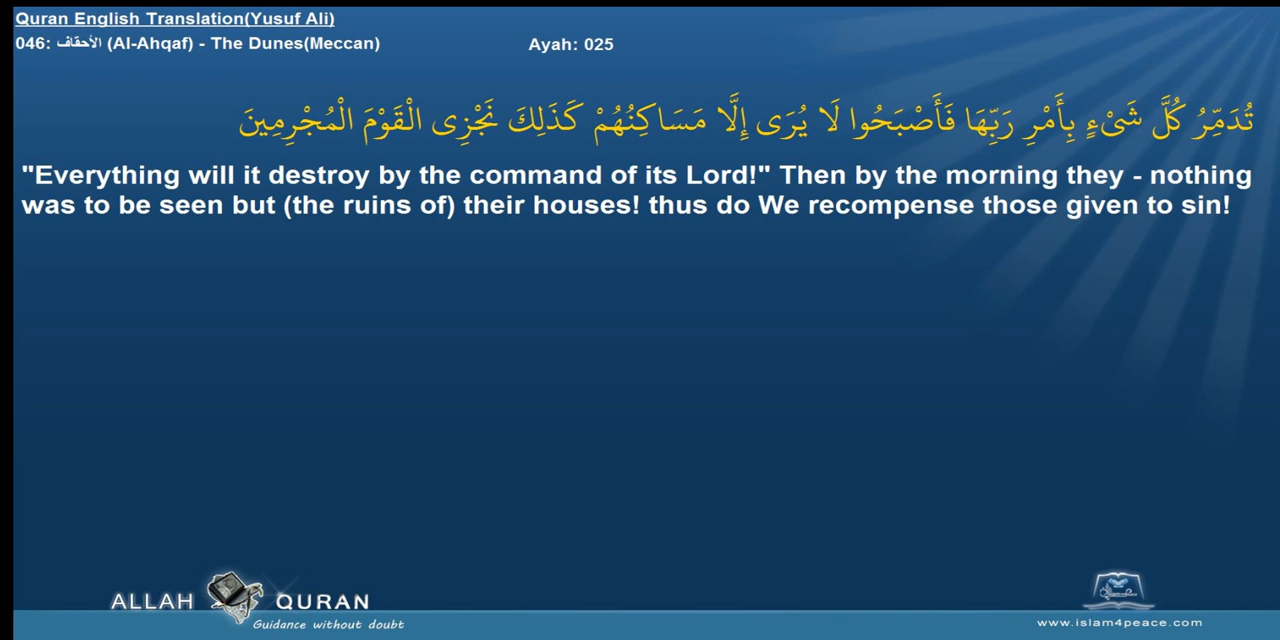 Quran English Translation(Yusuf Ali)
046: الأحقاف (Al-Ahqaf) - The Dunes(Meccan) Ayah: 025
تُدَمِّرُ كُلَّ شَىْءٍ بِأَمْرِ رَبِّهَا فَأَصْبَحُوا لَا يُرَى إِلَّا مَسَاكِنُهُمْ كَذَلِكَ نَجْزِى الْقَوْمَ الْمُجْرِمِينَ
"Everything will it destroy by the command of its Lord!" Then by the morning they - nothing
was to be seen but (the ruins of) their houses! thus do We recompense those given to sin!
ALLAH QURAN
Guidance without doubt
www.islam4peace.com